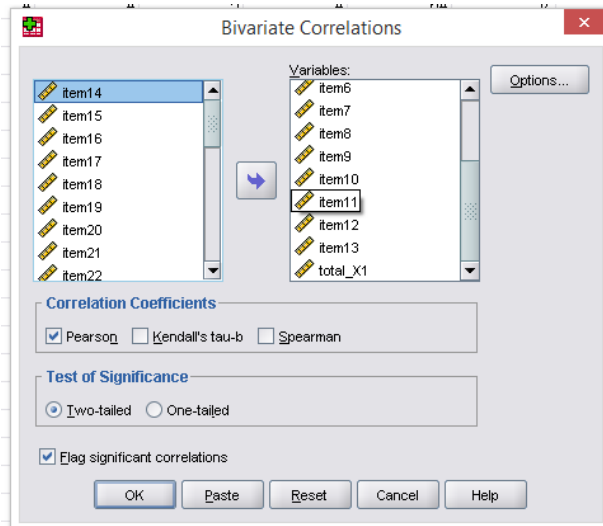 Bivariate Correlations
Variables:
item14
item15
item16
item17
item18
item19
item20
item21
item22
item6
item7
item8
item9
item10
item11
item12
item13
total_X1
Options...
Correlation Coefficients
Pearson Kendall's tau-b Spearman
Test of Significance
Two-tailed One-tailed
Flag significant correlations
OK Paste Reset Cancel Help